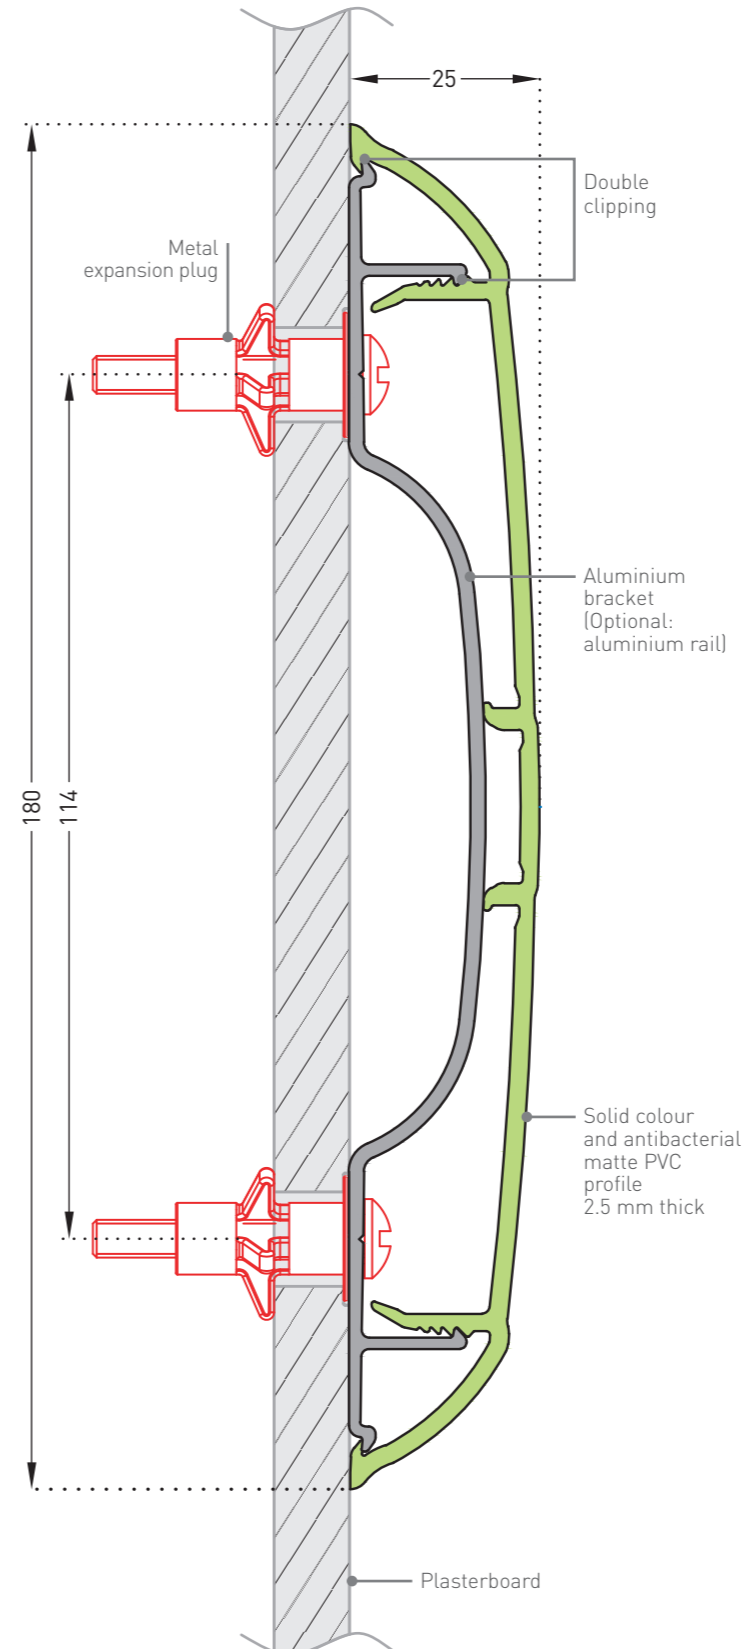 25
Double
clipping
Metal
expansion plug
Aluminium
bracket
(Optional:
aluminium rail)
180
114
Solid colour
and antibacterial
matte PVC
profile
2.5 mm thick
Plasterboard